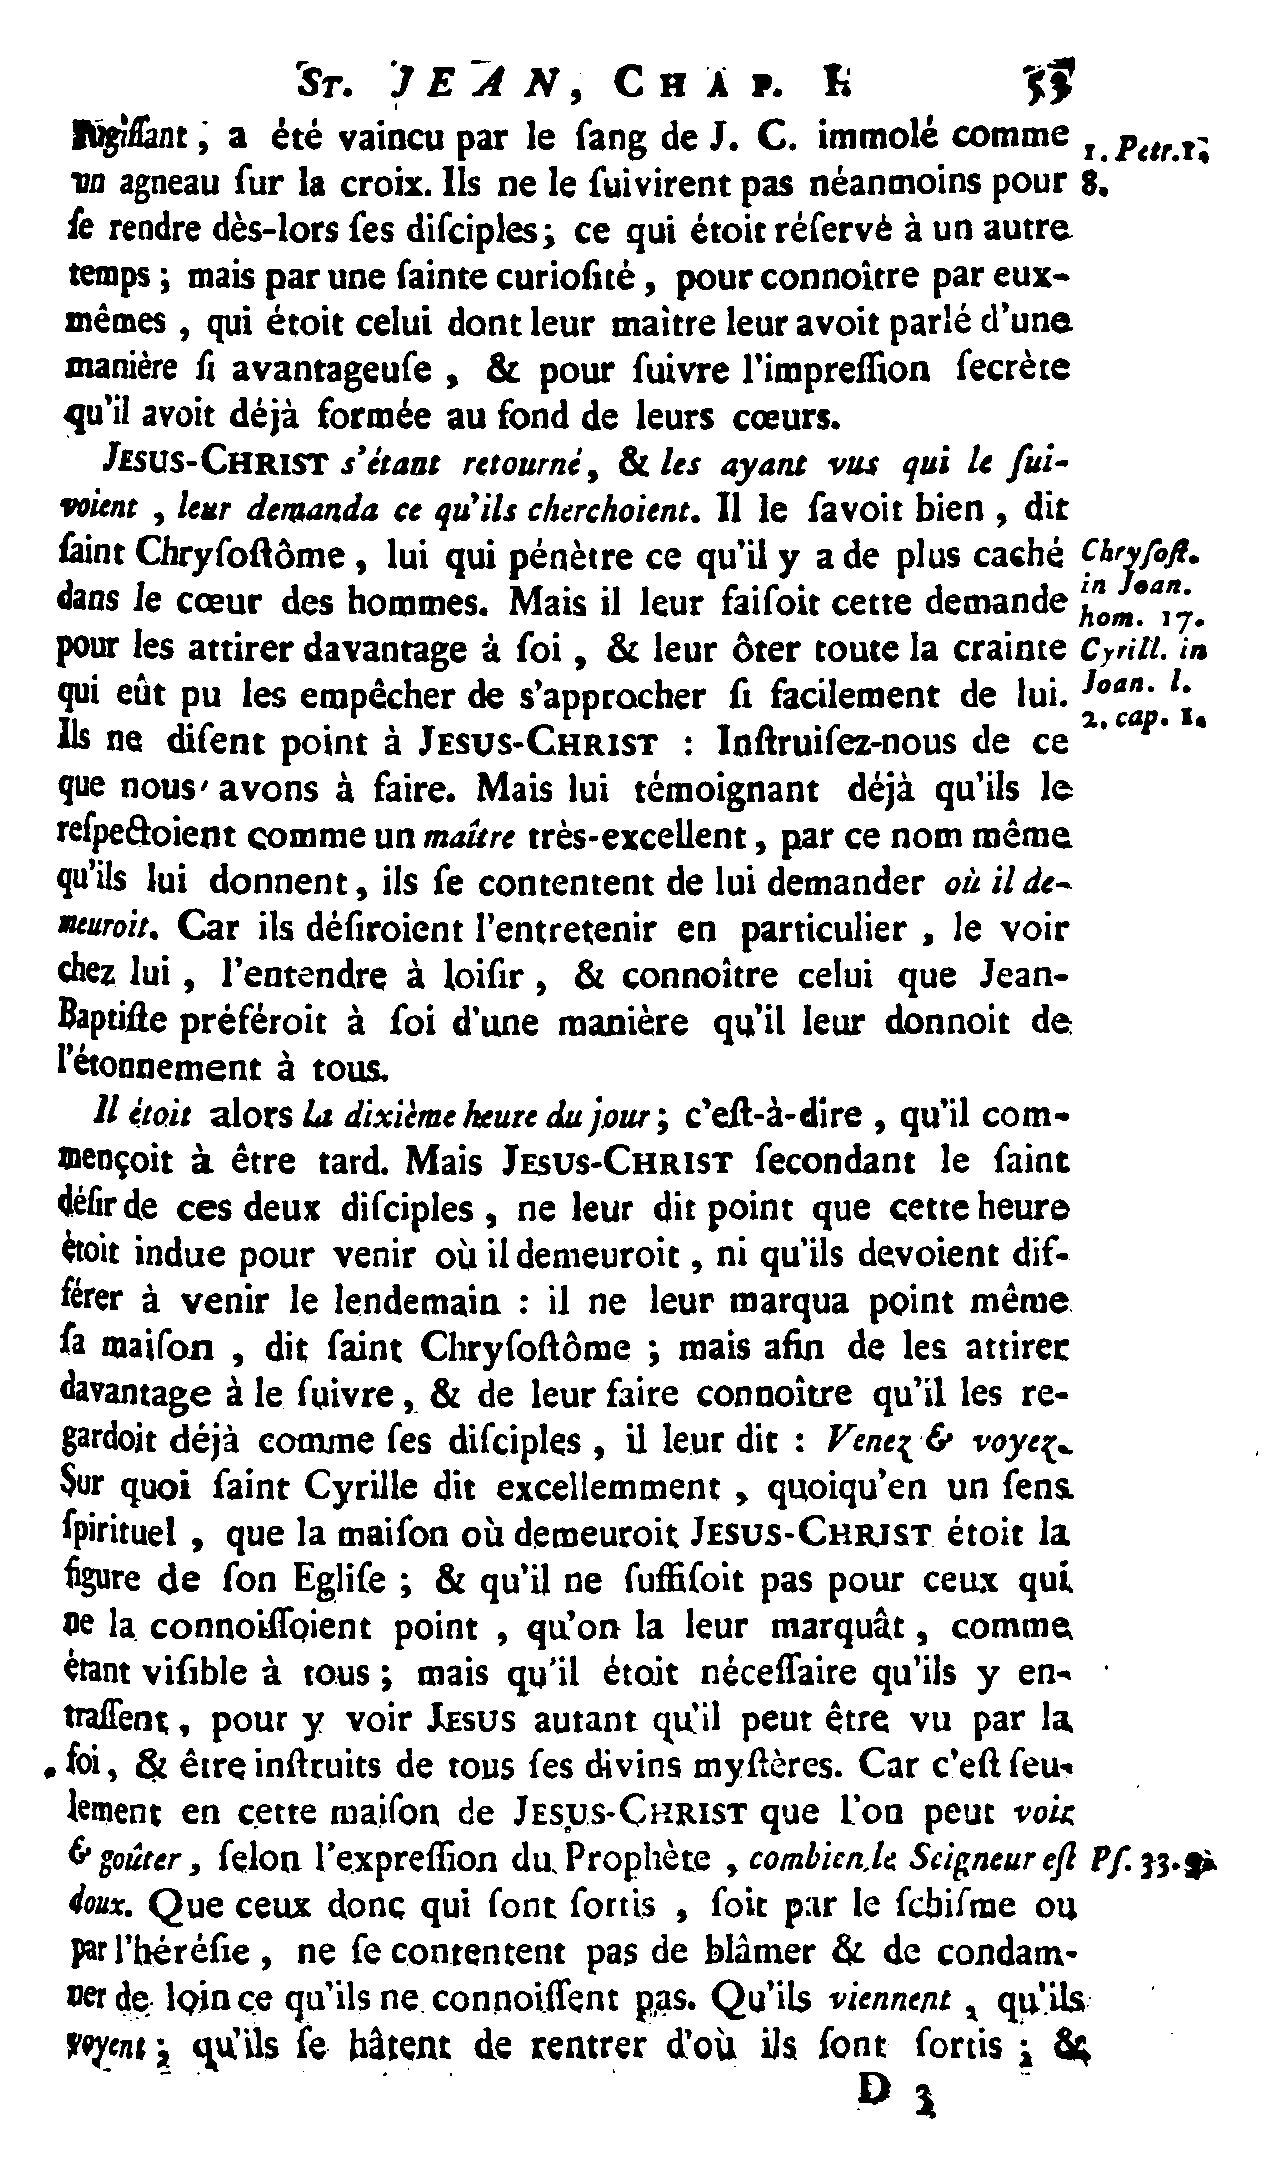 ST. JEAN, CHAP. I. 53
rugiſſant, a été vaincu par le ſang de J. C. immolé comme 1. Petr. 1.
un agneau ſur la croix. Ils ne le ſuivirent pas néanmoins pour 8.
ſe rendre dès-lors ſes diſciples; ce qui étoit réſervé à un autre
temps; mais par une ſainte curioſité, pour connoître par eux-
mêmes, qui étoit celui dont leur maître leur avoit parlé d'une
manière ſi avantageuſe, & pour ſuivre l'impreſſion ſecrète
qu'il avoit déjà formée au fond de leurs cœurs.
JESUS-CHRIST s'étant retourné, & les ayant vus qui le ſui-
voient, leur demanda ce qu'ils cherchoient. Il le ſavoit bien, dit
ſaint Chryſoſtôme, lui qui pénètre ce qu'il y a de plus caché Chryſoſt.
dans le cœur des hommes. Mais il leur faiſoit cette demande in Joan.
hom. 17.
pour les attirer davantage à ſoi, & leur ôter toute la crainte Cyrill. in
qui eût pu les empêcher de s'approcher ſi facilement de lui. Joan. l.
2. cap. 1.
Ils ne diſent point à JESUS-CHRIST : Inſtruiſez-nous de ce
que nous avons à faire. Mais lui témoignant déjà qu'ils le
reſpectoient comme un maître très-excellent, par ce nom même
qu'ils lui donnent, ils ſe contentent de lui demander où il de-
meuroit. Car ils déſiroient l'entretenir en particulier, le voir
chez lui, l'entendre à loiſir, & connoître celui que Jean-
Baptiſte préféroit à ſoi d'une manière qu'il leur donnoit de
l'étonnement à tous.
Il étoit alors la dixième heure du jour; c'eſt-à-dire, qu'il com-
mençoit à être tard. Mais JESUS-CHRIST ſecondant le ſaint
déſir de ces deux diſciples, ne leur dit point que cette heure
étoit indue pour venir où il demeuroit, ni qu'ils devoient dif-
férer à venir le lendemain : il ne leur marqua point même
ſa maiſon, dit ſaint Chryſoſtôme; mais afin de les attirer
davantage à le ſuivre, & de leur faire connoître qu'il les re-
gardoit déjà comme ſes diſciples, il leur dit : Venez & voyez.
Sur quoi ſaint Cyrille dit excellemment, quoiqu'en un ſens
ſpirituel, que la maiſon où demeuroit JESUS-CHRIST étoit la
figure de ſon Egliſe; & qu'il ne ſuffiſoit pas pour ceux qui
ne la connoiſſoient point, qu'on la leur marquât, comme
étant viſible à tous; mais qu'il étoit néceſſaire qu'ils y en-
traſſent, pour y voir JESUS autant qu'il peut être vu par la
foi, & être inſtruits de tous ſes divins myſtères. Car c'eſt ſeu-
lement en cette maiſon de JESUS-CHRIST que l'on peut voir
& goûter, ſelon l'expreſſion du Prophète, combien le Seigneur eſt Pſ. 33.
doux. Que ceux donc qui ſont ſortis, ſoit par le ſchiſme ou
par l'héréſie, ne ſe contentent pas de blâmer & de condam-
ner de loin ce qu'ils ne connoiſſent pas. Qu'ils viennent, qu'ils
voyent; qu'ils ſe hâtent de rentrer d'où ils ſont ſortis; &
D 3